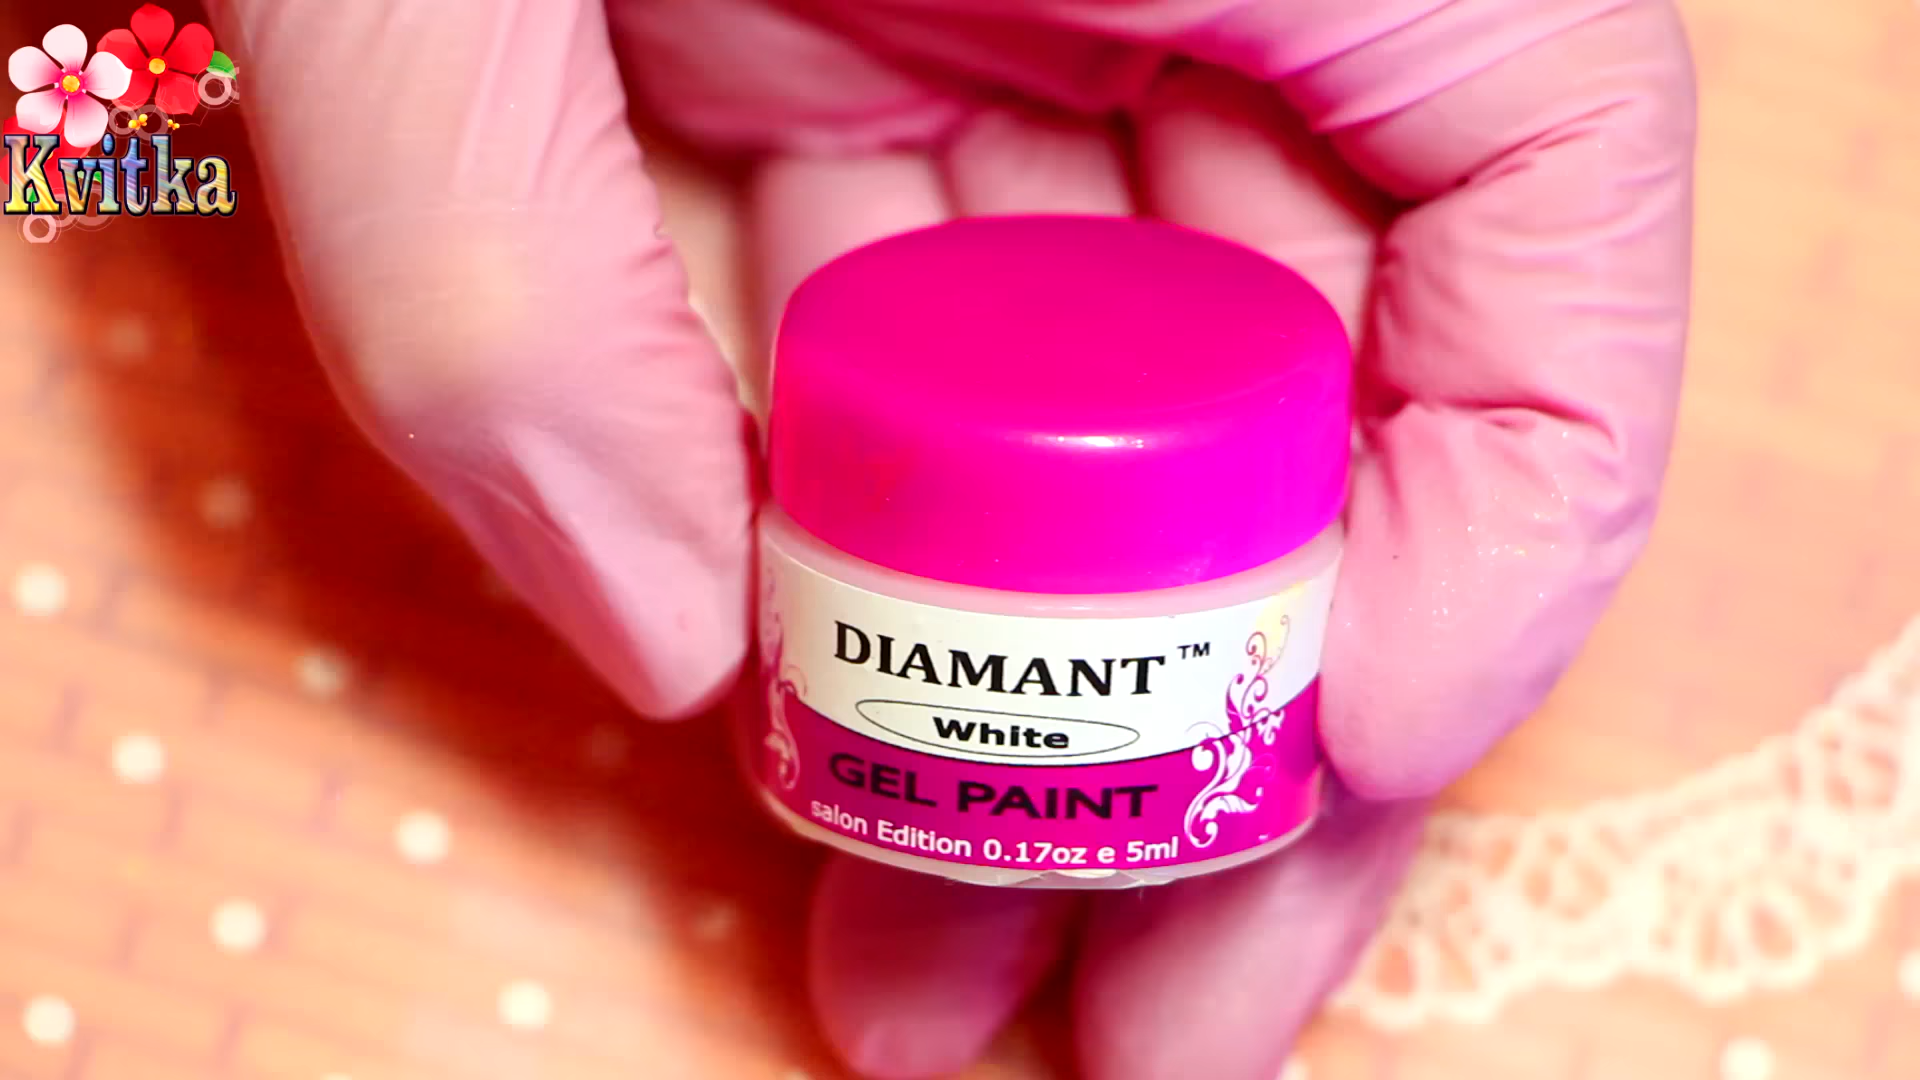 Kvitka
DIAMANT™
White
GEL PAINT
salon Edition 0.17oz e 5ml